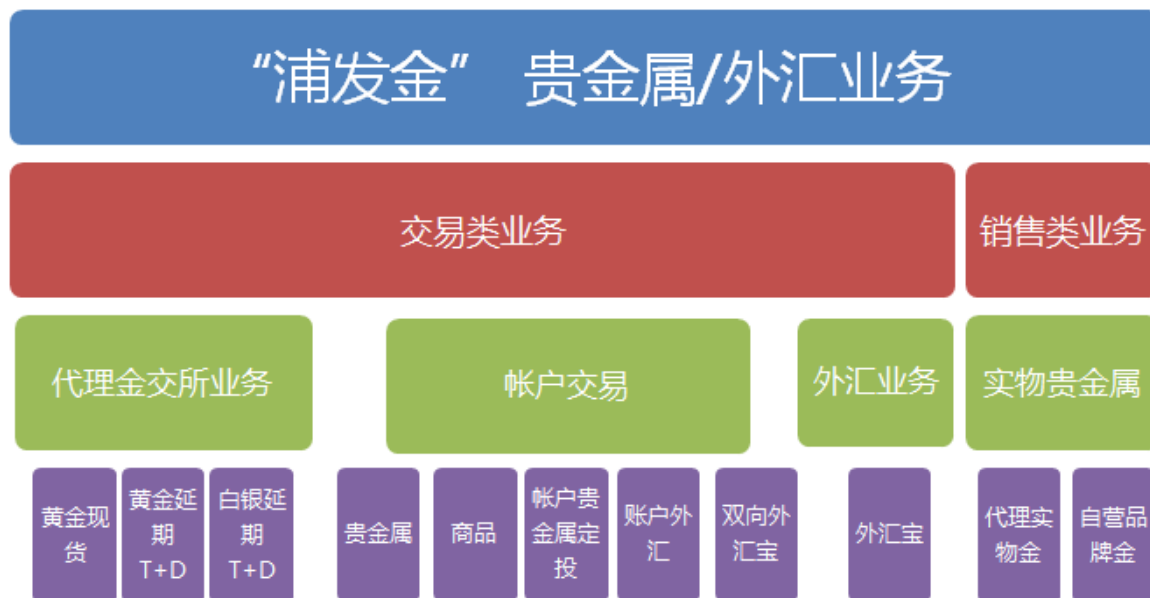 “浦发金” 贵金属/外汇业务
交易类业务
销售类业务
代理金交所业务
帐户交易
外汇业务
实物贵金属
黄金现
货
黄金延
期
T+D
白银延
期
T+D
贵金属
商品
帐户贵
金属定
投
账户外
汇
双向外
汇宝
外汇宝
代理实
物金
自营品
牌金